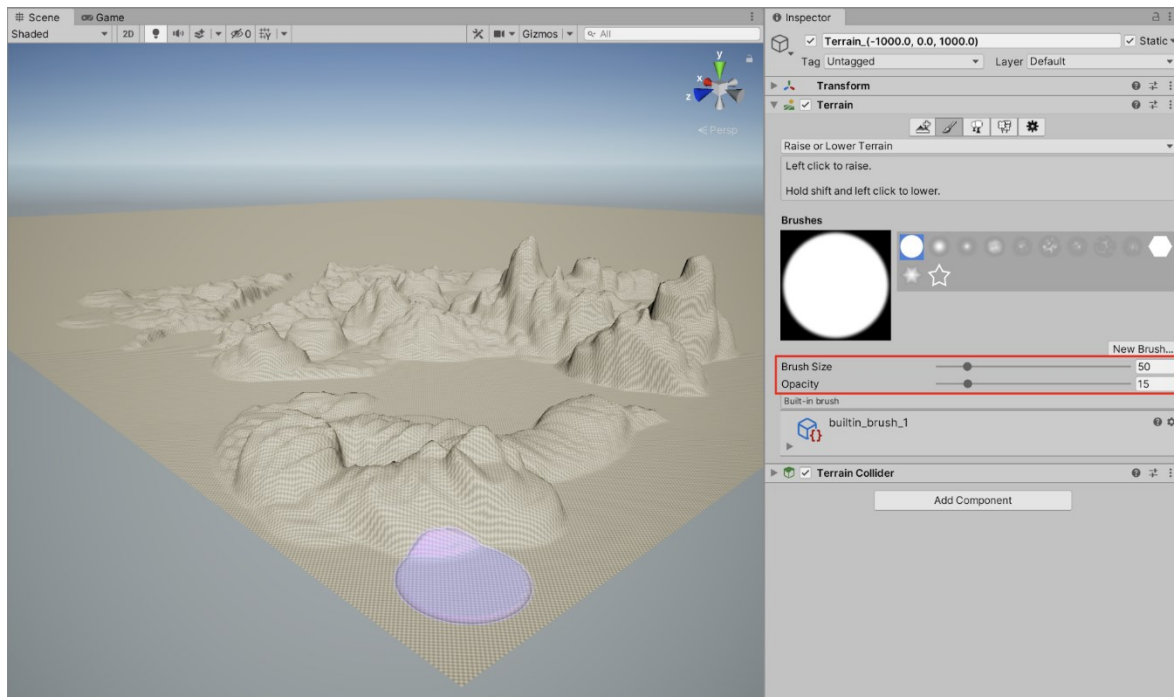 Scene
Game
Shaded
2D
0
Gizmos
All
y
x
z
Persp
Inspector
Terrain_(-1000.0, 0.0, 1000.0)
Static
Tag Untagged
Layer Default
Transform
Terrain
Raise or Lower Terrain
Left click to raise.
Hold shift and left click to lower.
Brushes
New Brush...
Brush Size 50
Opacity 15
Built-in brush
builtin_brush_1
Terrain Collider
Add Component